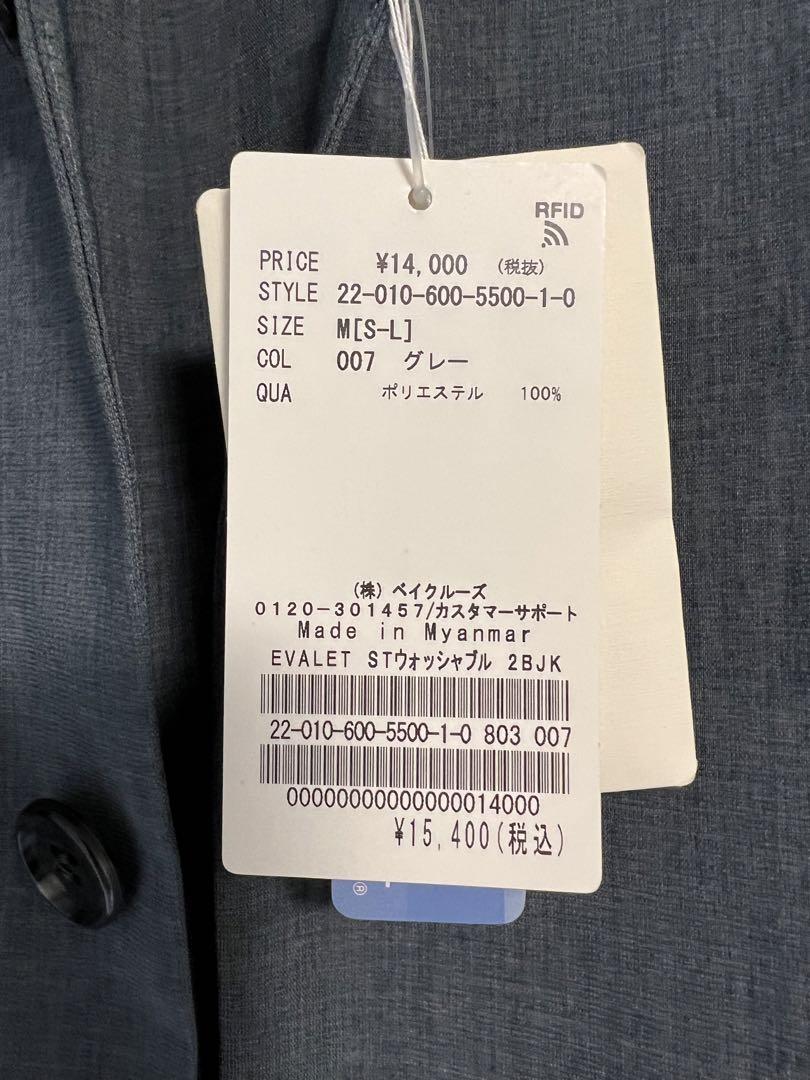 RFID
PRICE ¥14,000 (税抜)
STYLE 22-010-600-5500-1-0
SIZE M[S-L]
COL 007 グレー
QUA ポリエステル 100%
(株)ベイクルーズ
0120-301457/カスタマーサポート
Made in Myanmar
EVALET STウォッシャブル 2BJK
22-010-600-5500-1-0 803 007
00000000000000014000
¥15,400(税込)
®